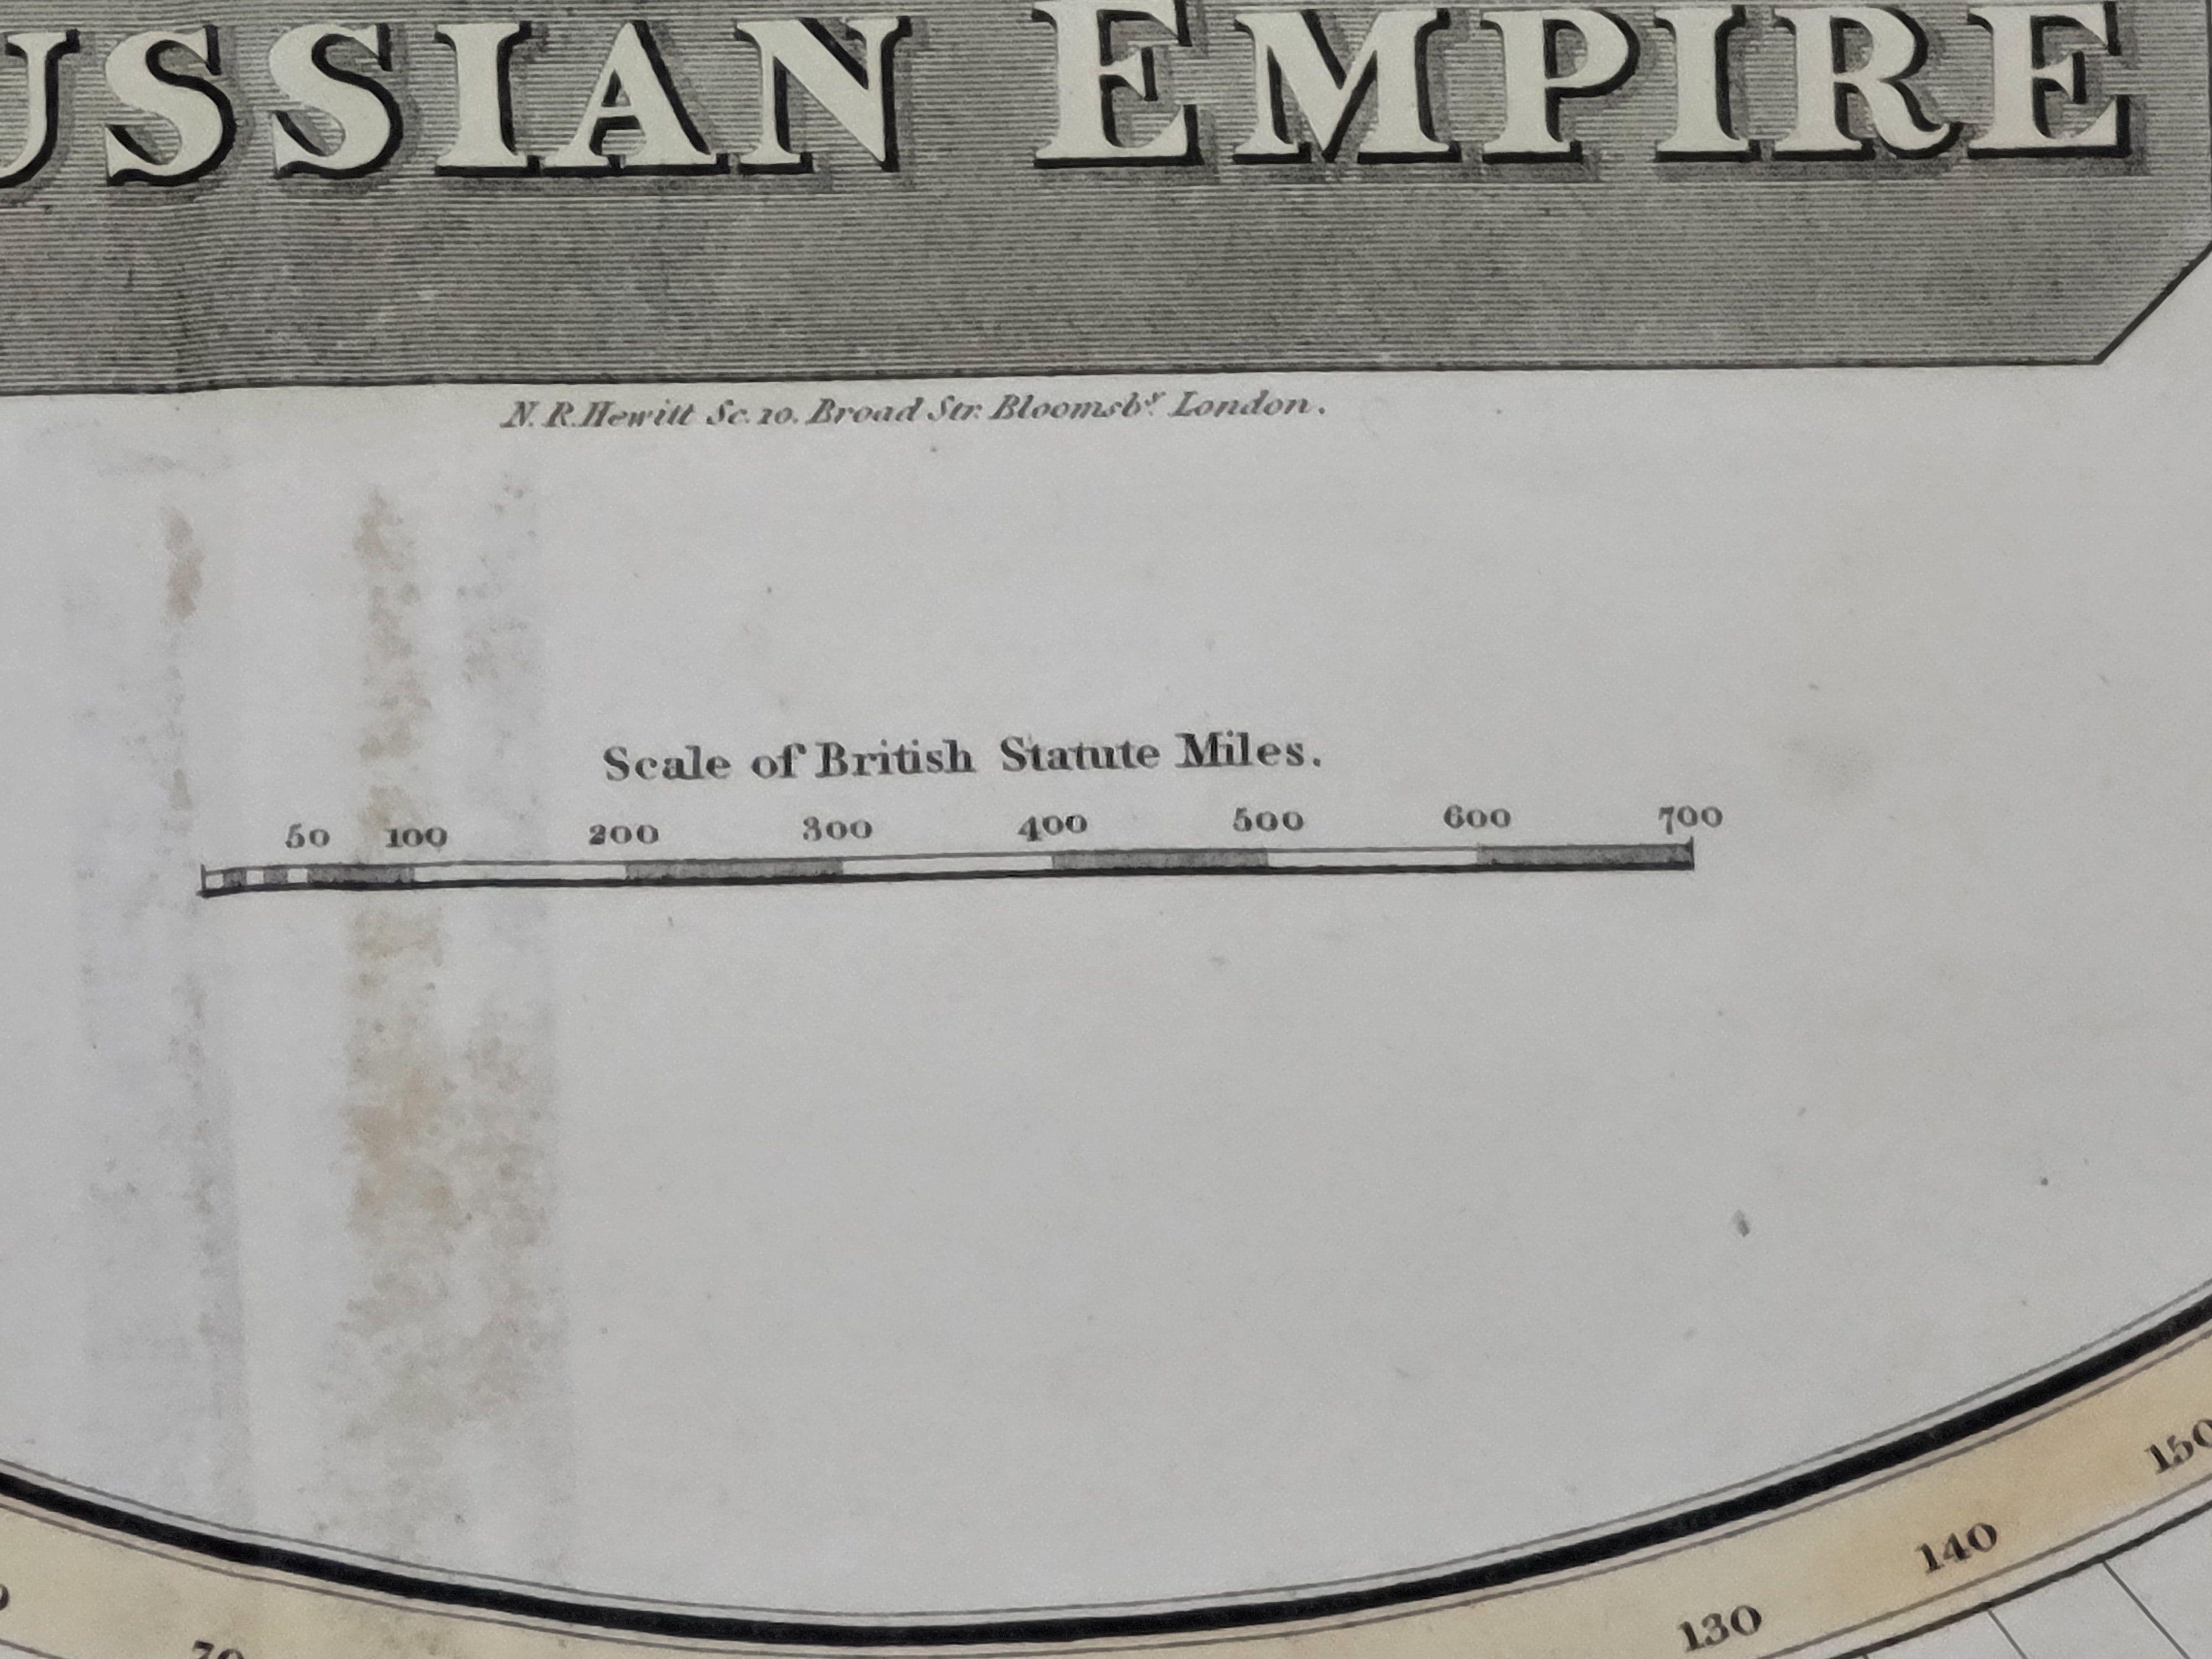 USSIAN EMPIRE
N. R. Hewitt Sc. 10. Broad Str. Bloomsby. London.
Scale of British Statute Miles.
50 100 200 300 400 500 600 700
150
140
130
70